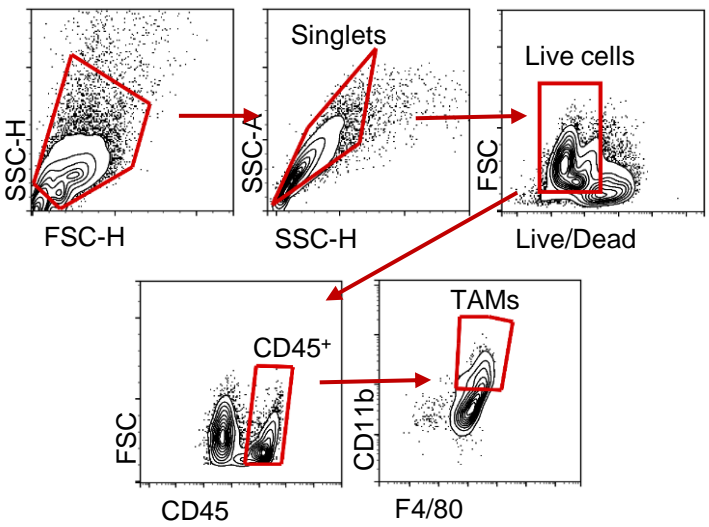 SSC-H
FSC-H
Singlets
SSC-A
SSC-H
Live cells
FSC
Live/Dead
CD45⁺
FSC
CD45
TAMs
CD11b
F4/80